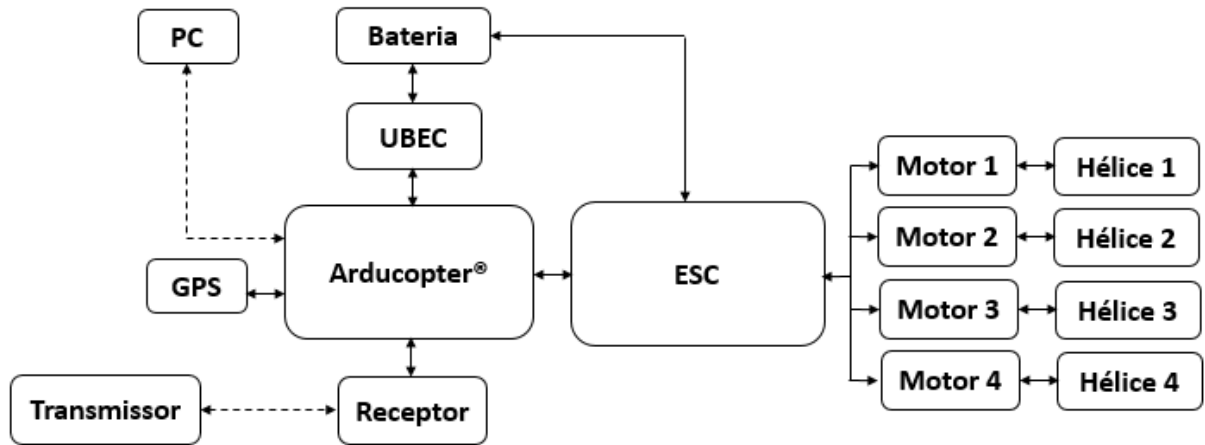 PC
Bateria
UBEC
Motor 1
Hélice 1
Motor 2
Hélice 2
Arducopter®
ESC
GPS
Motor 3
Hélice 3
Motor 4
Hélice 4
Transmissor
Receptor